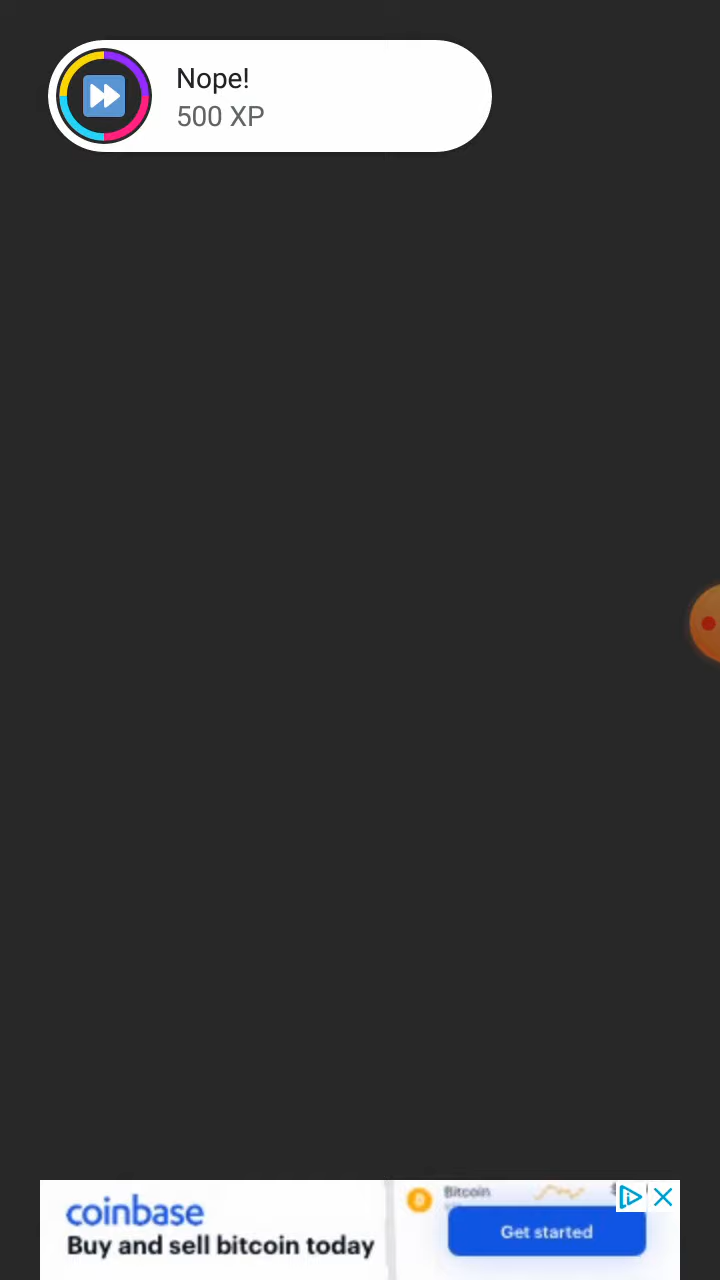 Nope!
500 XP
coinbase
Buy and sell bitcoin today
Bitcoin
Get started